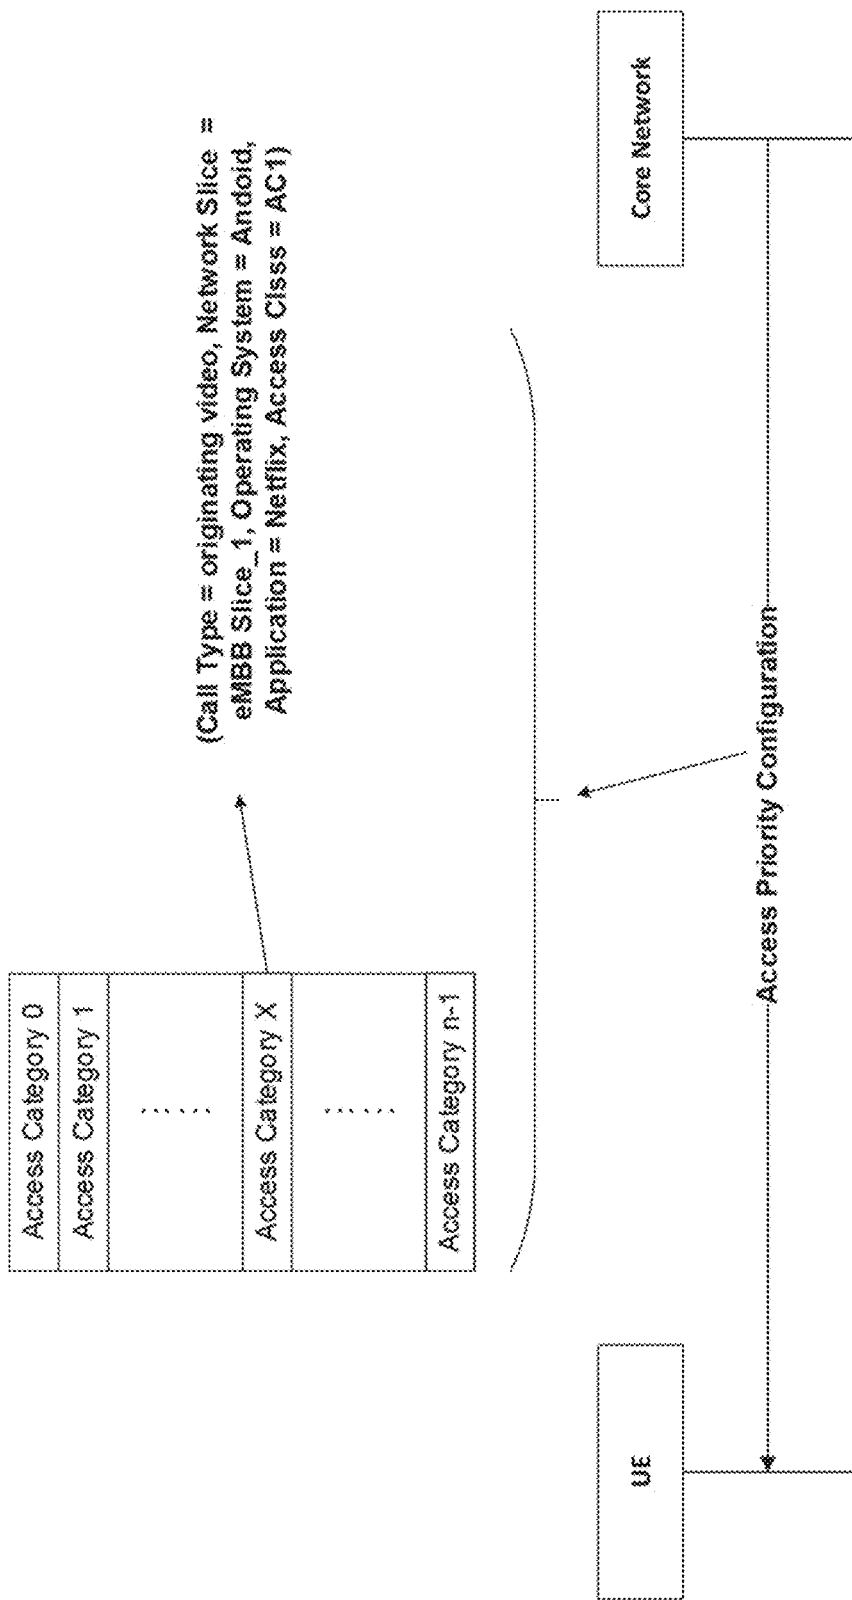 Access Category 0
Access Category 1
. . . . . .
Access Category X
. . . . . .
Access Category n-1
(Call Type = originating video, Network Slice =
eMBB Slice_1, Operating System = Andoid,
Application = Netflix, Access Clsss = AC1)
UE
Core Network
Access Priority Configuration